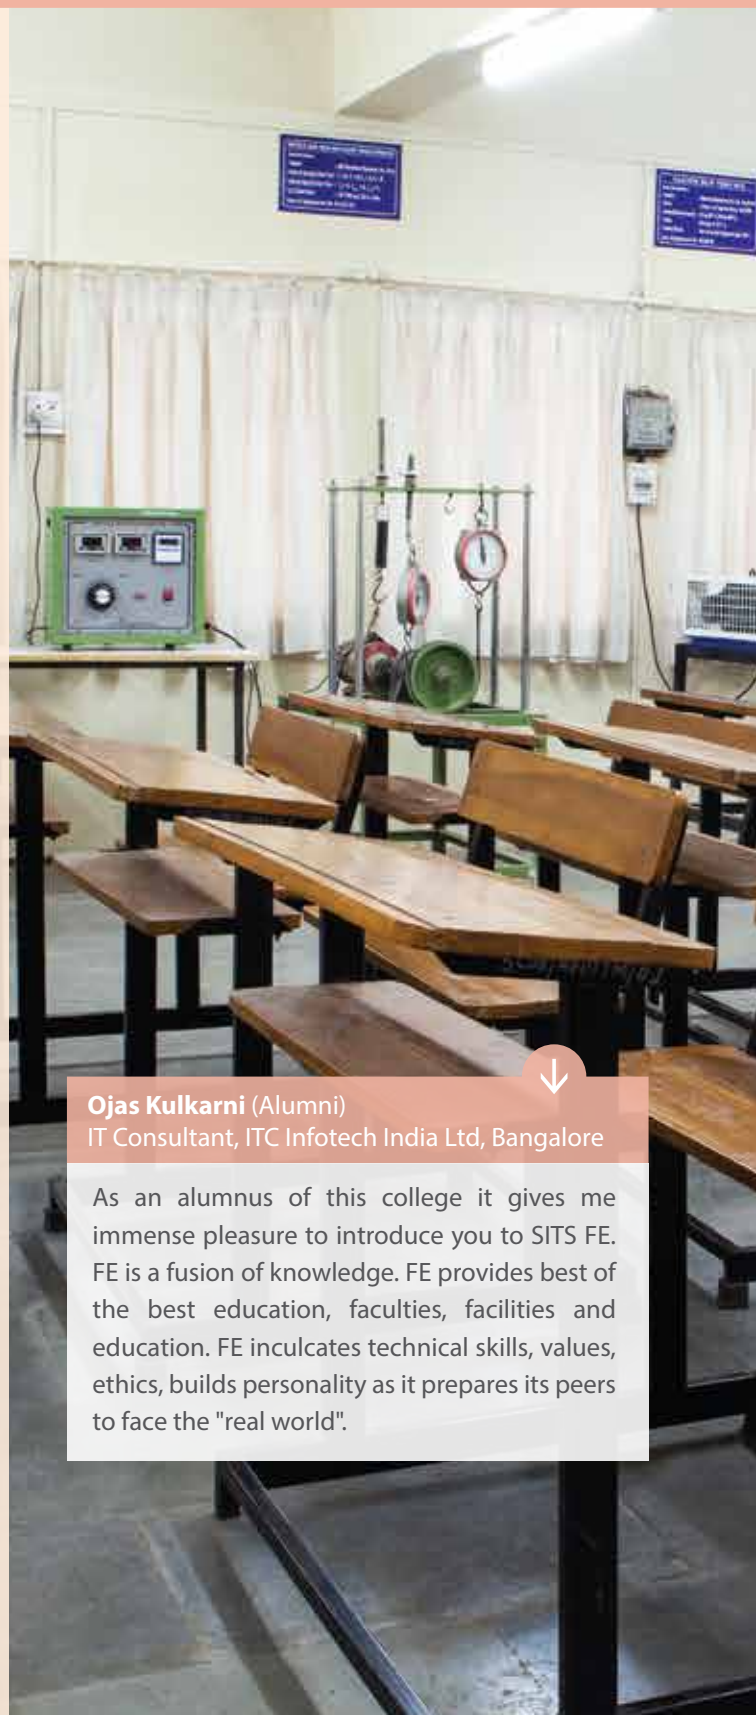 Ojas Kulkarni (Alumni)
IT Consultant, ITC Infotech India Ltd, Bangalore
As an alumnus of this college it gives me
immense pleasure to introduce you to SITS FE.
FE is a fusion of knowledge. FE provides best of
the best education, faculties, facilities and
education. FE inculcates technical skills, values,
ethics, builds personality as it prepares its peers
to face the "real world".